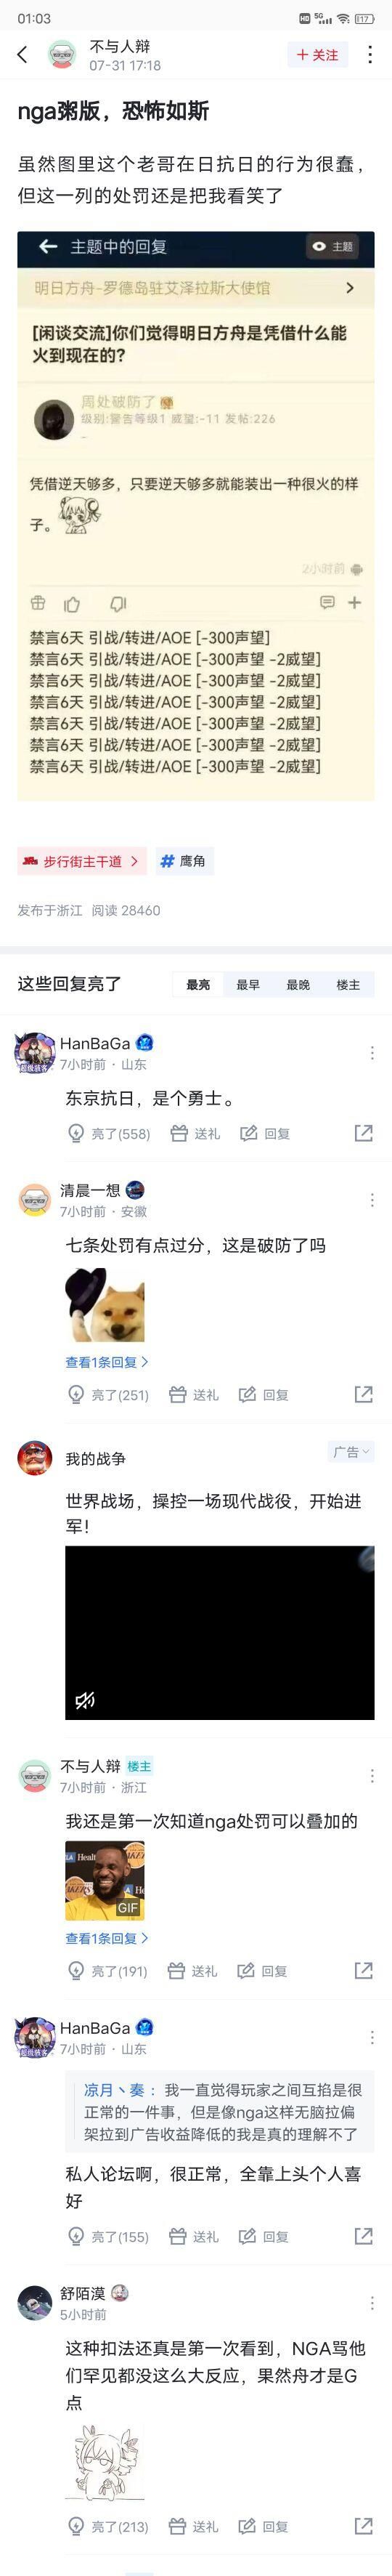 01:03
HD 5G 17
不与人辩
07-31 17:18
+ 关注
nga粥版，恐怖如斯
虽然图里这个老哥在日抗日的行为很蠢，
但这一列的处罚还是把我看笑了
主题中的回复
主题
明日方舟-罗德岛驻艾泽拉斯大使馆
[闲谈交流]你们觉得明日方舟是凭借什么能
火到现在的?
周处破防了
级别:警告等级1 威望:-11 发帖:226
凭借逆天够多，只要逆天够多就能装出一种很火的样
子。
2小时前
禁言6天 引战/转进/AOE [-300声望]
禁言6天 引战/转进/AOE [-300声望 -2威望]
禁言6天 引战/转进/AOE [-300声望 -2威望]
禁言6天 引战/转进/AOE [-300声望 -2威望]
禁言6天 引战/转进/AOE [-300声望 -2威望]
禁言6天 引战/转进/AOE [-300声望 -2威望]
禁言6天 引战/转进/AOE [-300声望 -2威望]
步行街主干道
# 鹰角
发布于浙江 阅读 28460
这些回复亮了
最亮 最早 最晚 楼主
HanBaGa
7小时前 · 山东
东京抗日，是个勇士。
亮了(558) 送礼 回复
清晨一想
7小时前 · 安徽
七条处罚有点过分，这是破防了吗
查看1条回复
亮了(251) 送礼 回复
我的战争
广告
世界战场，操控一场现代战役，开始进
军!
不与人辩 楼主
7小时前 · 浙江
我还是第一次知道nga处罚可以叠加的
GIF
查看1条回复
亮了(191) 送礼 回复
HanBaGa
7小时前 · 山东
凉月丶奏 ：我一直觉得玩家之间互掐是很
正常的一件事，但是像nga这样无脑拉偏
架拉到广告收益降低的我是真的理解不了
私人论坛啊，很正常，全靠上头个人喜
好
亮了(155) 送礼 回复
舒陌漠
5小时前
这种扣法还真是第一次看到，NGA骂他
们罕见都没这么大反应，果然舟才是G
点
亮了(213) 送礼 回复